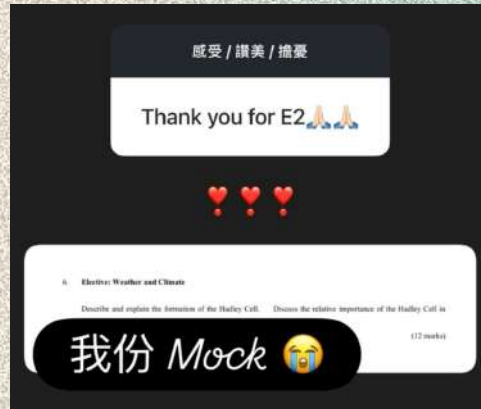 感受 / 讚美 / 擔憂
Thank you for E2🙏🏻🙏🏻
❣️❣️❣️
6. Elective: Weather and Climate
Describe and explain the formation of the Hadley Cell. Discuss the relative importance of the Hadley Cell in
(12 marks)
我份 Mock 😭